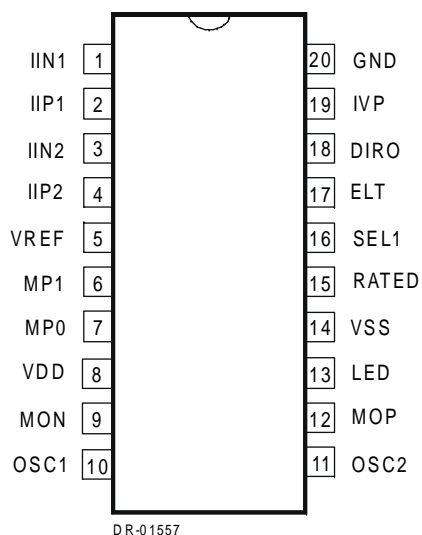 IIN1 1 20 GND
IIP1 2 19 IVP
IIN2 3 18 DIRO
IIP2 4 17 ELT
VREF 5 16 SEL1
MP1 6 15 RATED
MP0 7 14 VSS
VDD 8 13 LED
MON 9 12 MOP
OSC1 10 11 OSC2
DR-01557